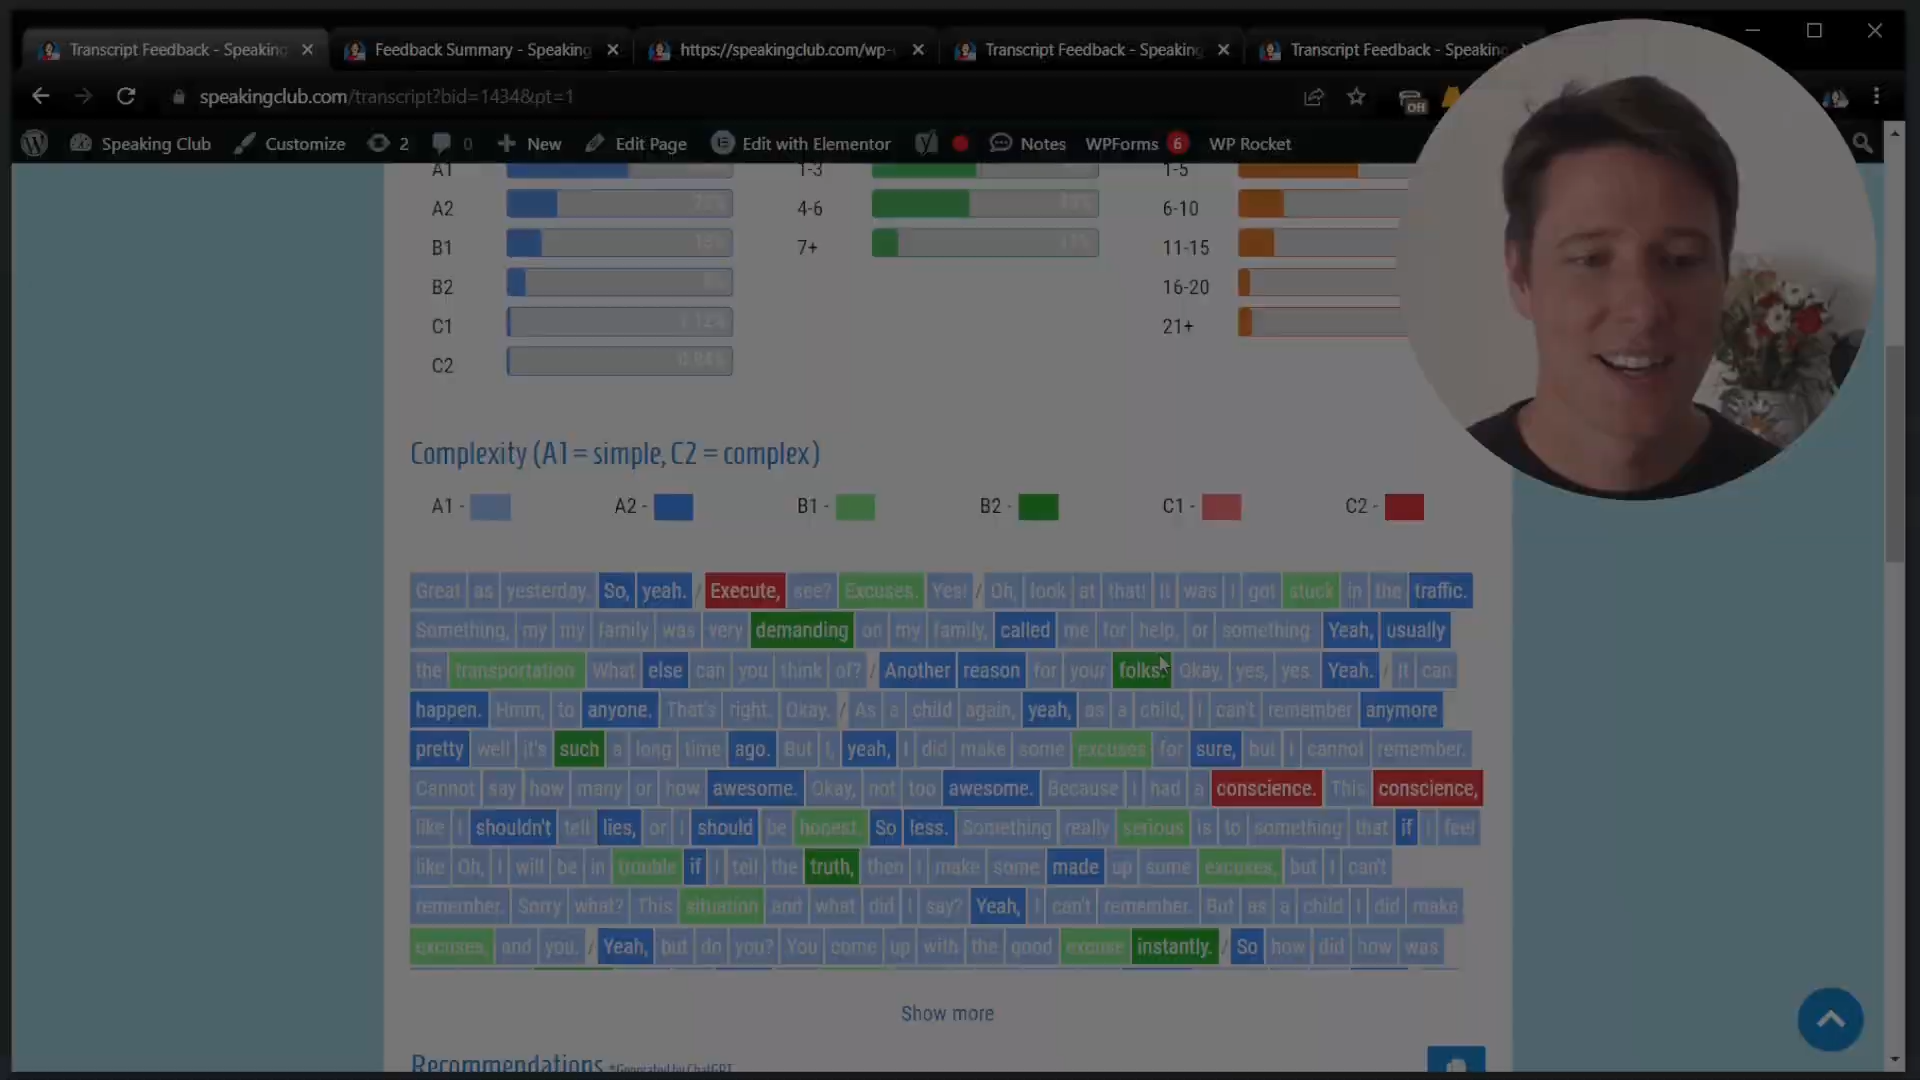 Transcript Feedback - Speaking
Feedback Summary - Speaking
https://speakingclub.com/wp-
Transcript Feedback - Speaking
Transcript Feedback - Speaking
speakingclub.com/transcript?bid=1434&pt=1
Off
Speaking Club
Customize
2
0
New
Edit Page
Edit with Elementor
Notes
WPForms 6
WP Rocket
A1 1-3 1-5
A2 4-6 6-10
B1 7+ 11-15
B2 16-20
C1 21+
C2 0.84%
Complexity (A1 = simple, C2 = complex)
A1 - A2 - B1 - B2 - C1 - C2 -
Great as yesterday. So, yeah. / Execute, see? Excuses. Yes! / Oh, look at that! It was I got stuck in the traffic.
Something, my my family was very demanding on my family, called me for help, or something. Yeah, usually
the transportation What else can you think of? / Another reason for your folks. Okay, yes, yes. Yeah. / It can
happen. Hmm, to anyone. That's right. Okay. / As a child again, yeah, as a child, I can't remember anymore
pretty well it's such a long time ago. But I, yeah, I did make some excuses for sure, but I cannot remember.
Cannot say how many or how awesome. Okay, not too awesome. Because I had a conscience. This conscience,
like I shouldn't tell lies, or I should be honest. So less. Something really serious is to something that if I feel
like Oh, I will be in trouble if I tell the truth, then I make some made up some excuses, but I can't
remember. Sorry what? This situation and what did I say? Yeah, I can't remember. But as a child I did make
excuses. and you. / Yeah, but do you? You come up with the good excuse instantly. / So how did how was
Show more
Recommendations *Generated by ChatGPT